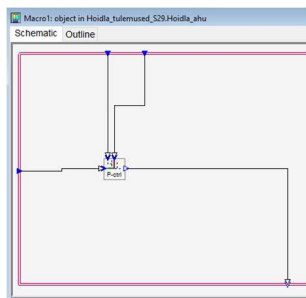 Macro1: object in Hoidla_tulemused_S29.Hoidla_ahu
Schematic Outline
P-ctrl